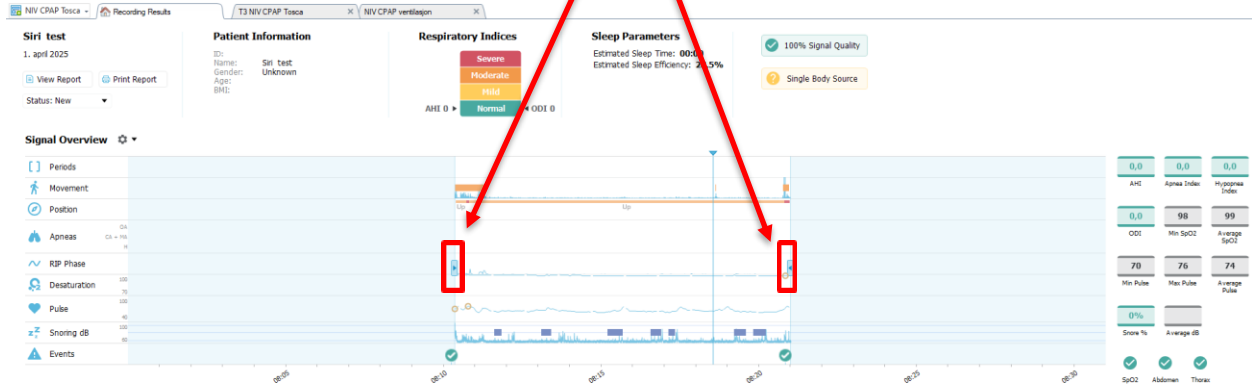 NIV CPAP Tosca
Recording Results
T3 NIV CPAP Tosca
NIV CPAP ventilasjon
Siri test
1. april 2025
View Report
Print Report
Status: New
Patient Information
ID:
Name: Siri test
Gender: Unknown
Age:
BMI:
Respiratory Indices
Severe
Moderate
Mild
AHI 0
Normal
ODI 0
Sleep Parameters
Estimated Sleep Time:
Estimated Sleep Efficiency:
100% Signal Quality
Single Body Source
Signal Overview
Periods
Movement
Position
Up
Up
Apneas
RIP Phase
Desaturation
100
70
Pulse
100
40
Snoring dB
100
Events
08:05
08:10
08:15
08:20
08:25
08:30
0,0
0,0
0,0
AHI
Apnea Index
Hypopnea Index
0,0
98
99
ODI
Min SpO2
Average SpO2
70
76
74
Min Pulse
Max Pulse
Average Pulse
0%
Snore %
Average dB
SpO2
Abdomen
Thorax